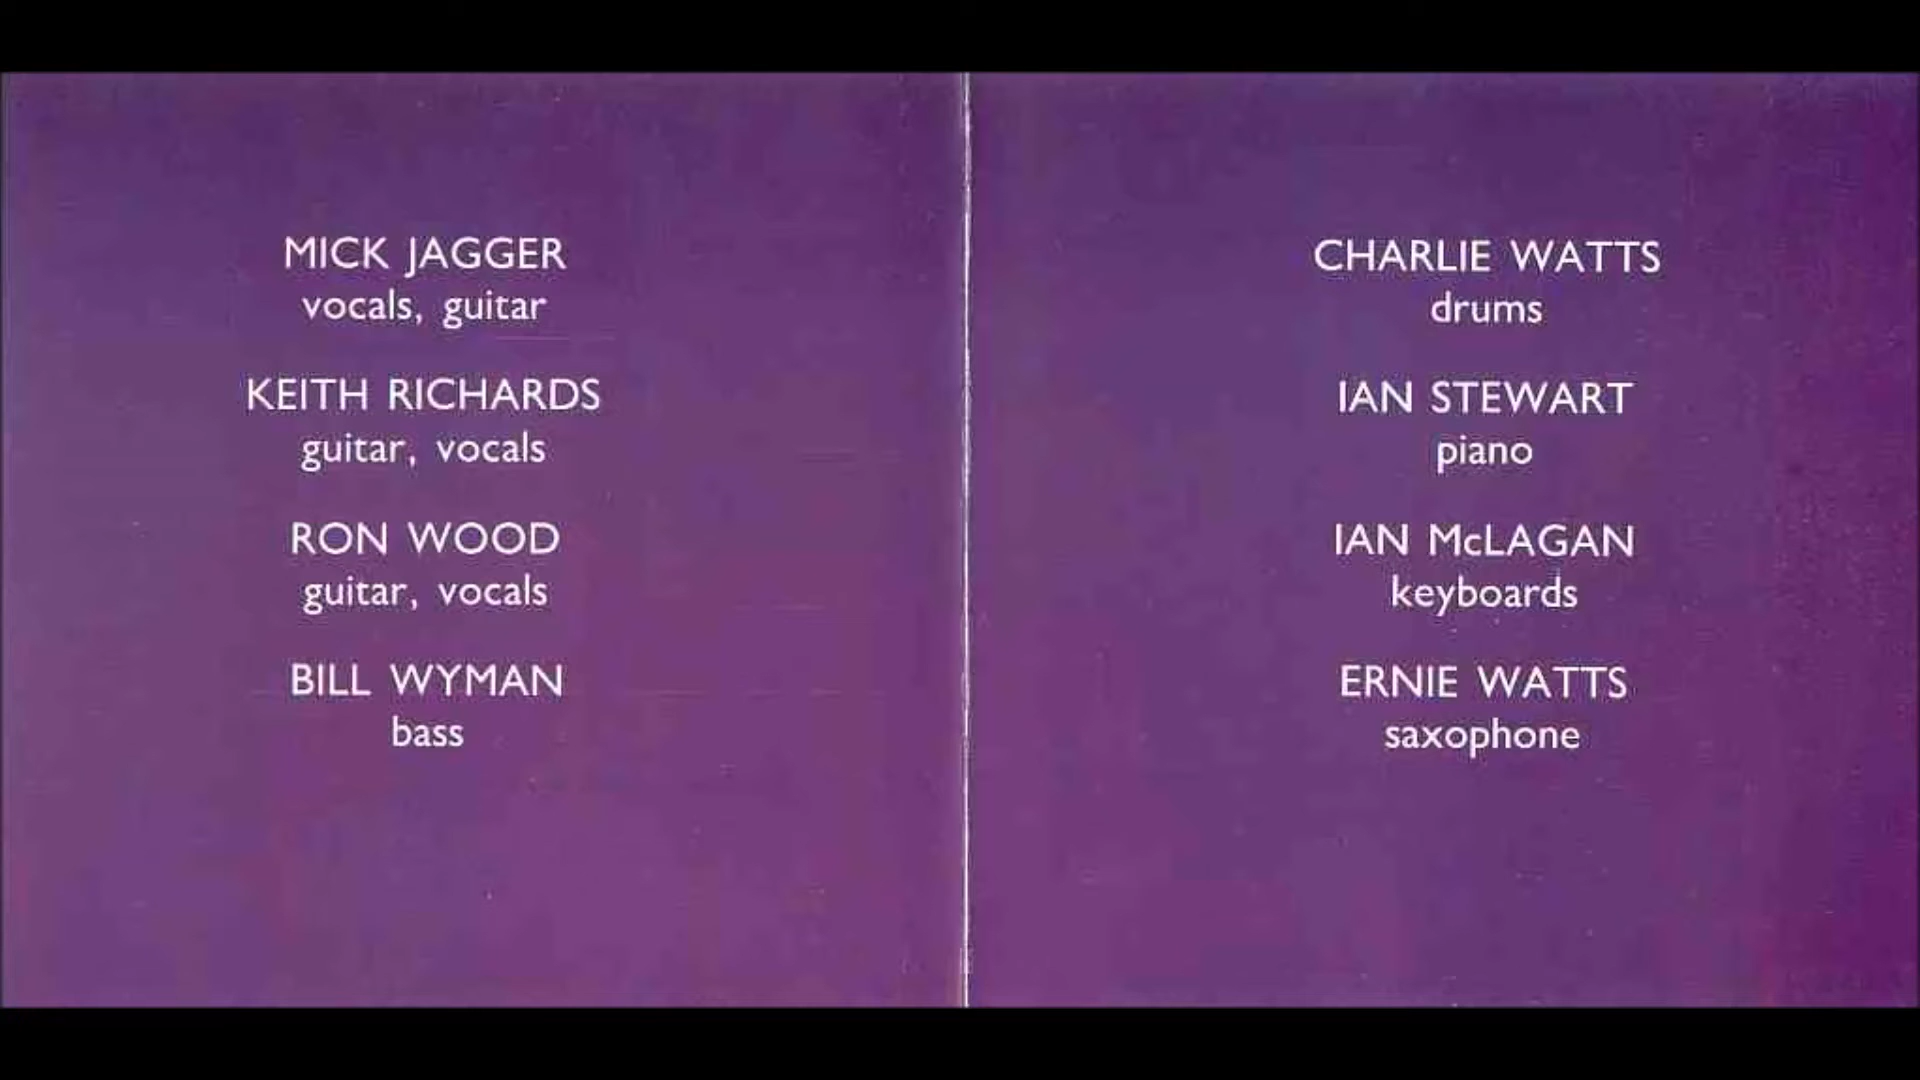 MICK JAGGER
vocals, guitar
KEITH RICHARDS
guitar, vocals
RON WOOD
guitar, vocals
BILL WYMAN
bass
CHARLIE WATTS
drums
IAN STEWART
piano
IAN McLAGAN
keyboards
ERNIE WATTS
saxophone